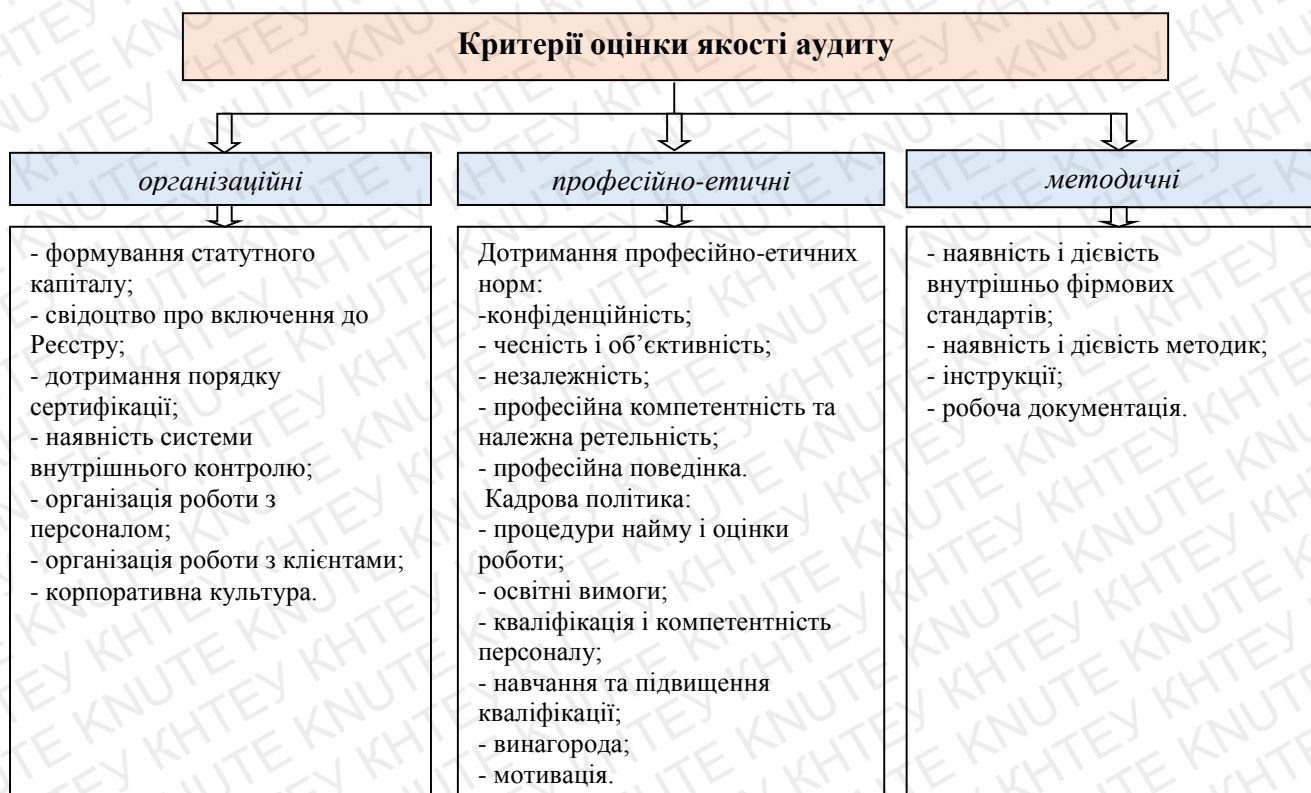 Критерії оцінки якості аудиту
організаційні
- формування статутного
капіталу;
- свідоцтво про включення до
Реєстру;
- дотримання порядку
сертифікації;
- наявність системи
внутрішнього контролю;
- організація роботи з
персоналом;
- організація роботи з клієнтами;
- корпоративна культура.
професійно-етичні
Дотримання професійно-етичних
норм:
-конфіденційність;
- чесність і об’єктивність;
- незалежність;
- професійна компетентність та
належна ретельність;
- професійна поведінка.
Кадрова політика:
- процедури найму і оцінки
роботи;
- освітні вимоги;
- кваліфікація і компетентність
персоналу;
- навчання та підвищення
кваліфікації;
- винагорода;
- мотивація.
методичні
- наявність і дієвість
внутрішньо фірмових
стандартів;
- наявність і дієвість методик;
- інструкції;
- робоча документація.